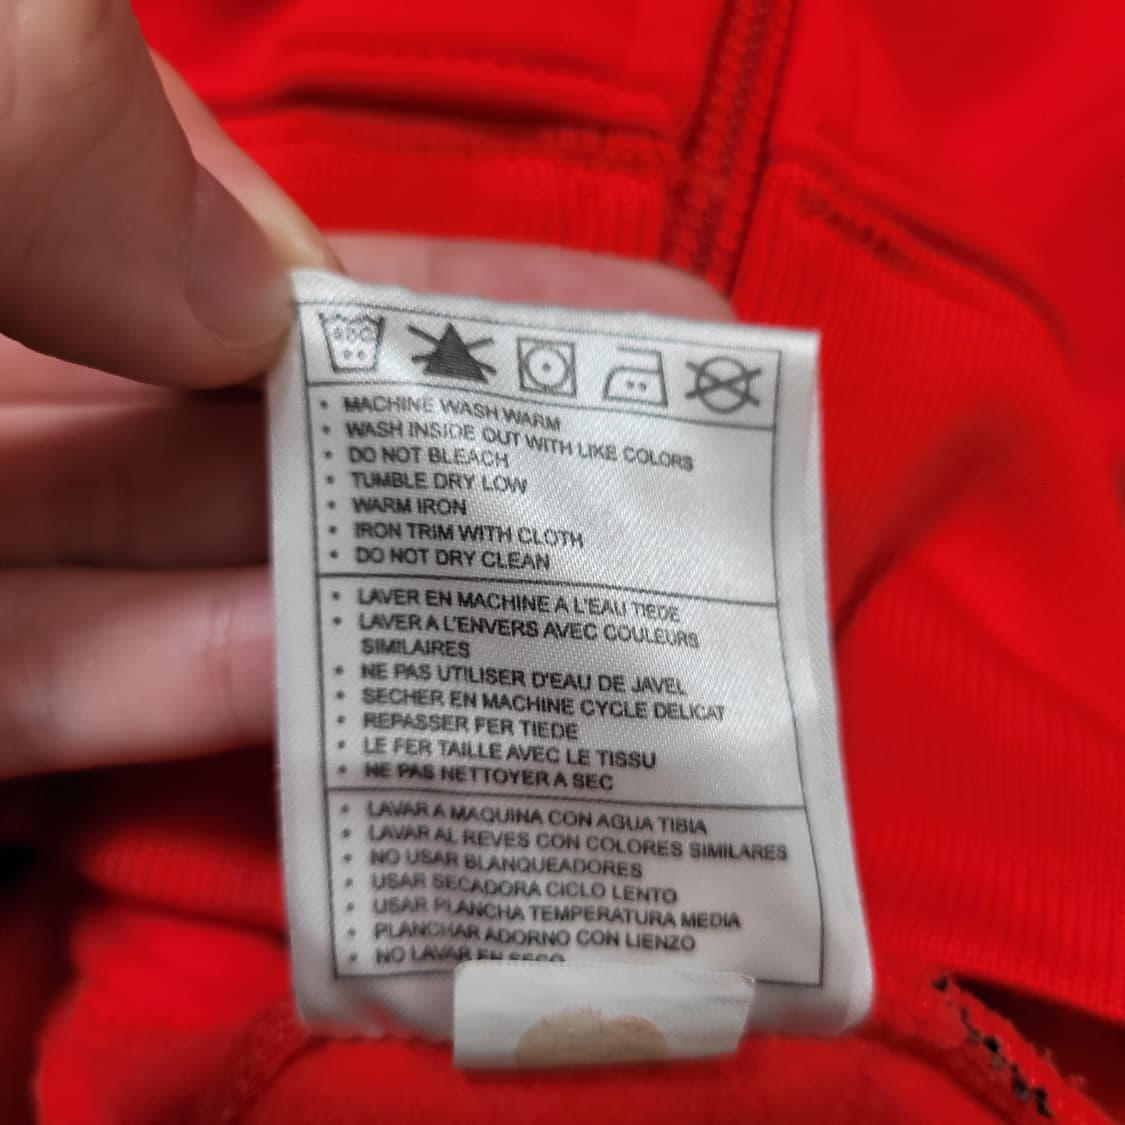 • MACHINE WASH WARM
• WASH INSIDE OUT WITH LIKE COLORS
• DO NOT BLEACH
• TUMBLE DRY LOW
• WARM IRON
• IRON TRIM WITH CLOTH
• DO NOT DRY CLEAN
• LAVER EN MACHINE A L'EAU TIEDE
• LAVER A L'ENVERS AVEC COULEURS
SIMILAIRES
• NE PAS UTILISER D'EAU DE JAVEL
• SECHER EN MACHINE CYCLE DELICAT
• REPASSER FER TIEDE
• LE FER TAILLE AVEC LE TISSU
• NE PAS NETTOYER A SEC
• LAVAR A MAQUINA CON AGUA TIBIA
• LAVAR AL REVES CON COLORES SIMILARES
• NO USAR BLANQUEADORES
• USAR SECADORA CICLO LENTO
• USAR PLANCHA TEMPERATURA MEDIA
• PLANCHAR ADORNO CON LIENZO
• NO LAVAR EN SECO